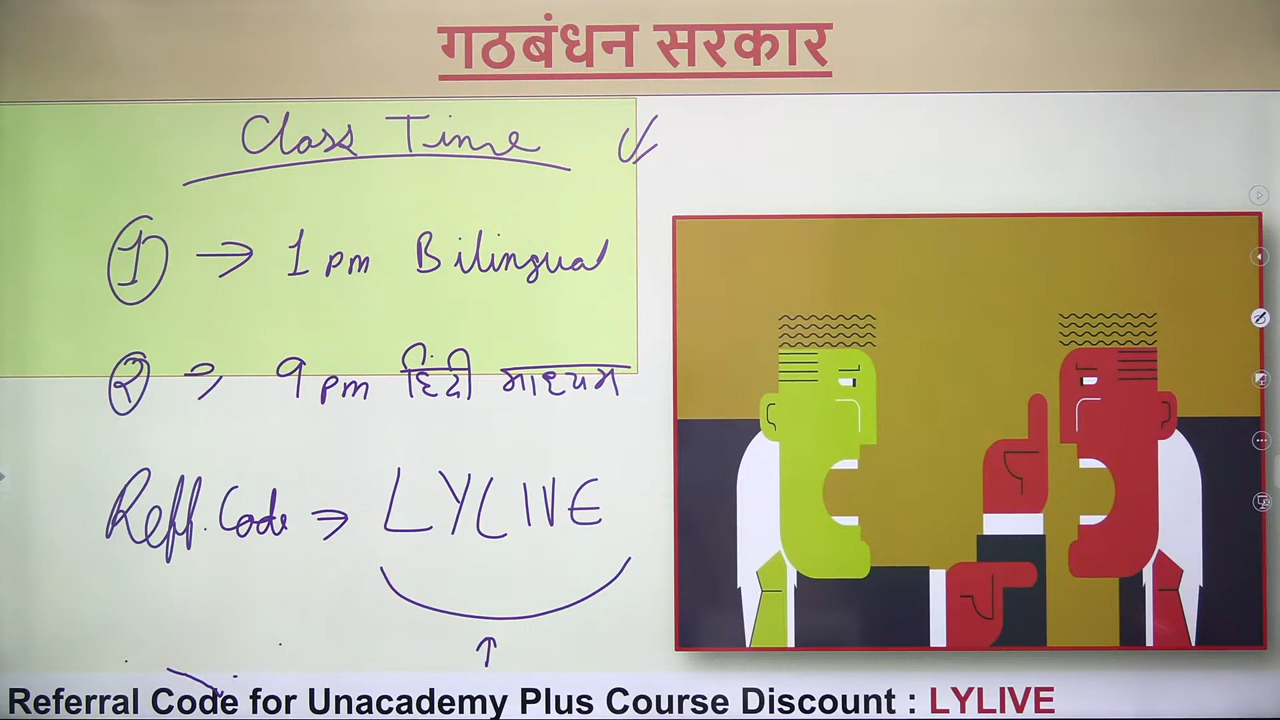 गठबंधन सरकार
Class Time
1 → 1 pm Bilingual
२ → 9 pm हिंदी माध्यम
Reff. Code → LYLIVE
Referral Code for Unacademy Plus Course Discount : LYLIVE